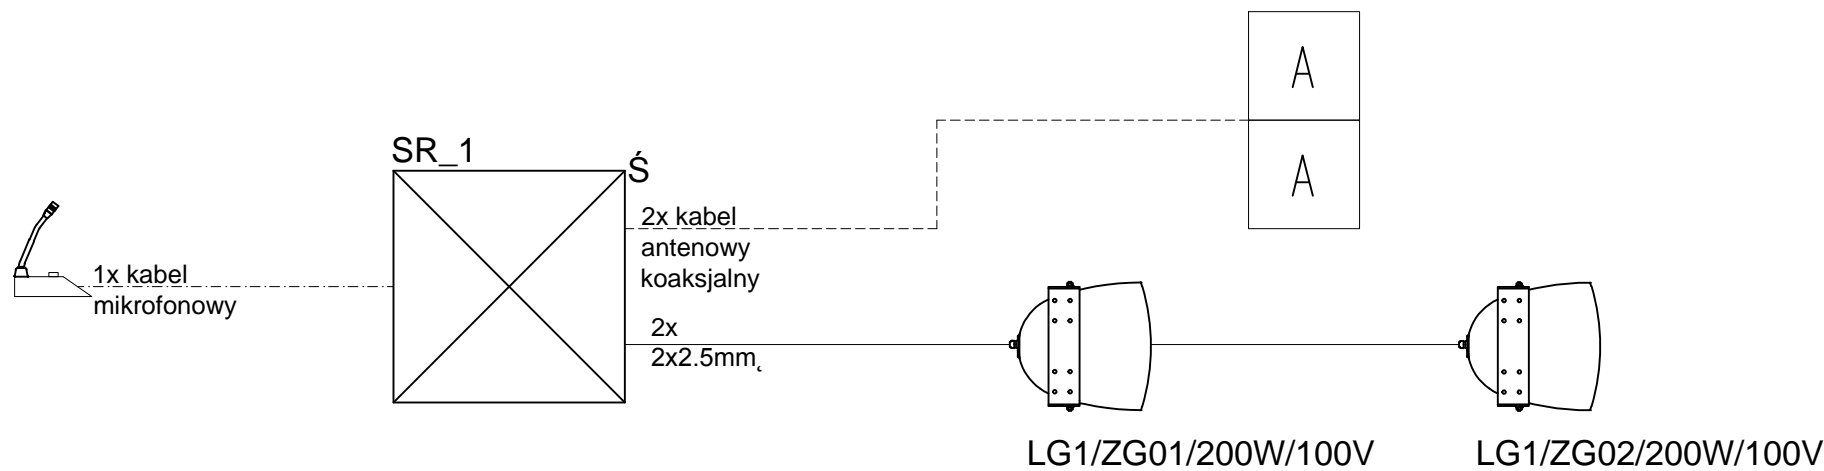 A
A
SR_1
Ś
2x kabel
antenowy
koaksjalny
1x kabel
mikrofonowy
2x
2x2.5mm˛
LG1/ZG01/200W/100V
LG1/ZG02/200W/100V